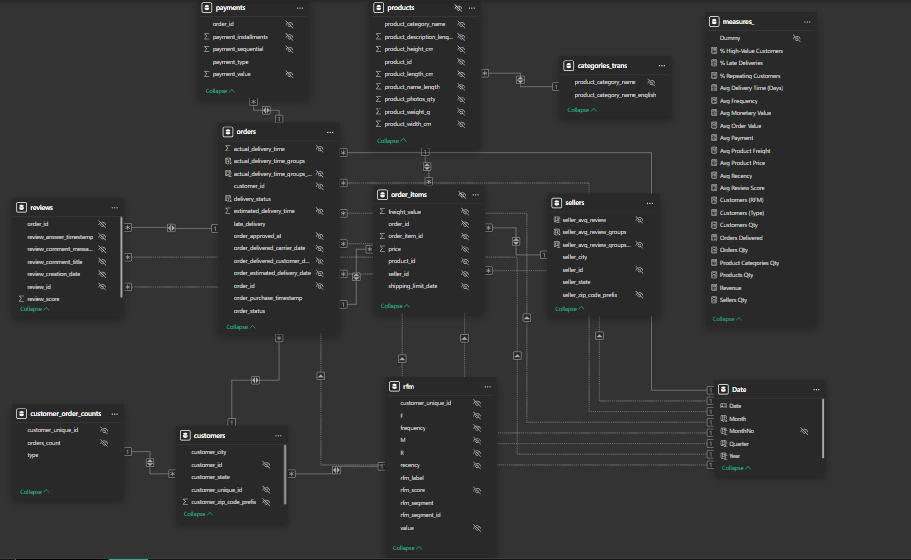 payments
order_id
payment_installments
payment_sequential
payment_type
payment_value
Collapse
products
product_category_name
product_description_leng...
product_height_cm
product_id
product_length_cm
product_name_length
product_photos_qty
product_weight_g
product_width_cm
Collapse
categories_trans
product_category_name
product_category_name_english
Collapse
measures_
Dummy
% High-Value Customers
% Late Deliveries
% Repeating Customers
Avg Delivery Time (Days)
Avg Frequency
Avg Monetary Value
Avg Order Value
Avg Payment
Avg Product Freight
Avg Product Price
Avg Recency
Avg Review Score
Customers (RFM)
Customers (Type)
Customers Qty
Orders Delivered
Orders Qty
Product Categories Qty
Products Qty
Revenue
Sellers Qty
Collapse
orders
actual_delivery_time
actual_delivery_time_groups
actual_delivery_time_groups_...
customer_id
delivery_status
estimated_delivery_time
late_delivery
order_approved_at
order_delivered_carrier_date
order_delivered_customer_d...
order_estimated_delivery_date
order_id
order_purchase_timestamp
order_status
Collapse
reviews
order_id
review_answer_timestamp
review_comment_messa...
review_comment_title
review_creation_date
review_id
review_score
Collapse
order_items
freight_value
order_id
order_item_id
price
product_id
seller_id
shipping_limit_date
Collapse
sellers
seller_avg_review
seller_avg_review_groups
seller_avg_review_groups...
seller_city
seller_id
seller_state
seller_zip_code_prefix
Collapse
customer_order_counts
customer_unique_id
orders_count
type
Collapse
customers
customer_city
customer_id
customer_state
customer_unique_id
customer_zip_code_prefix
Collapse
rfm
customer_unique_id
F
frequency
M
R
recency
rfm_label
rfm_score
rfm_segment
rfm_segment_id
value
Collapse
Date
Date
Month
MonthNo
Quarter
Year
Collapse